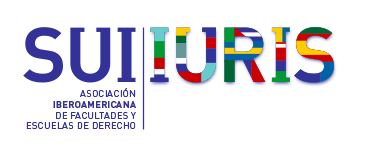 SUI IURIS
ASOCIACIÓN
IBEROAMERICANA
DE FACULTADES Y
ESCUELAS DE DERECHO